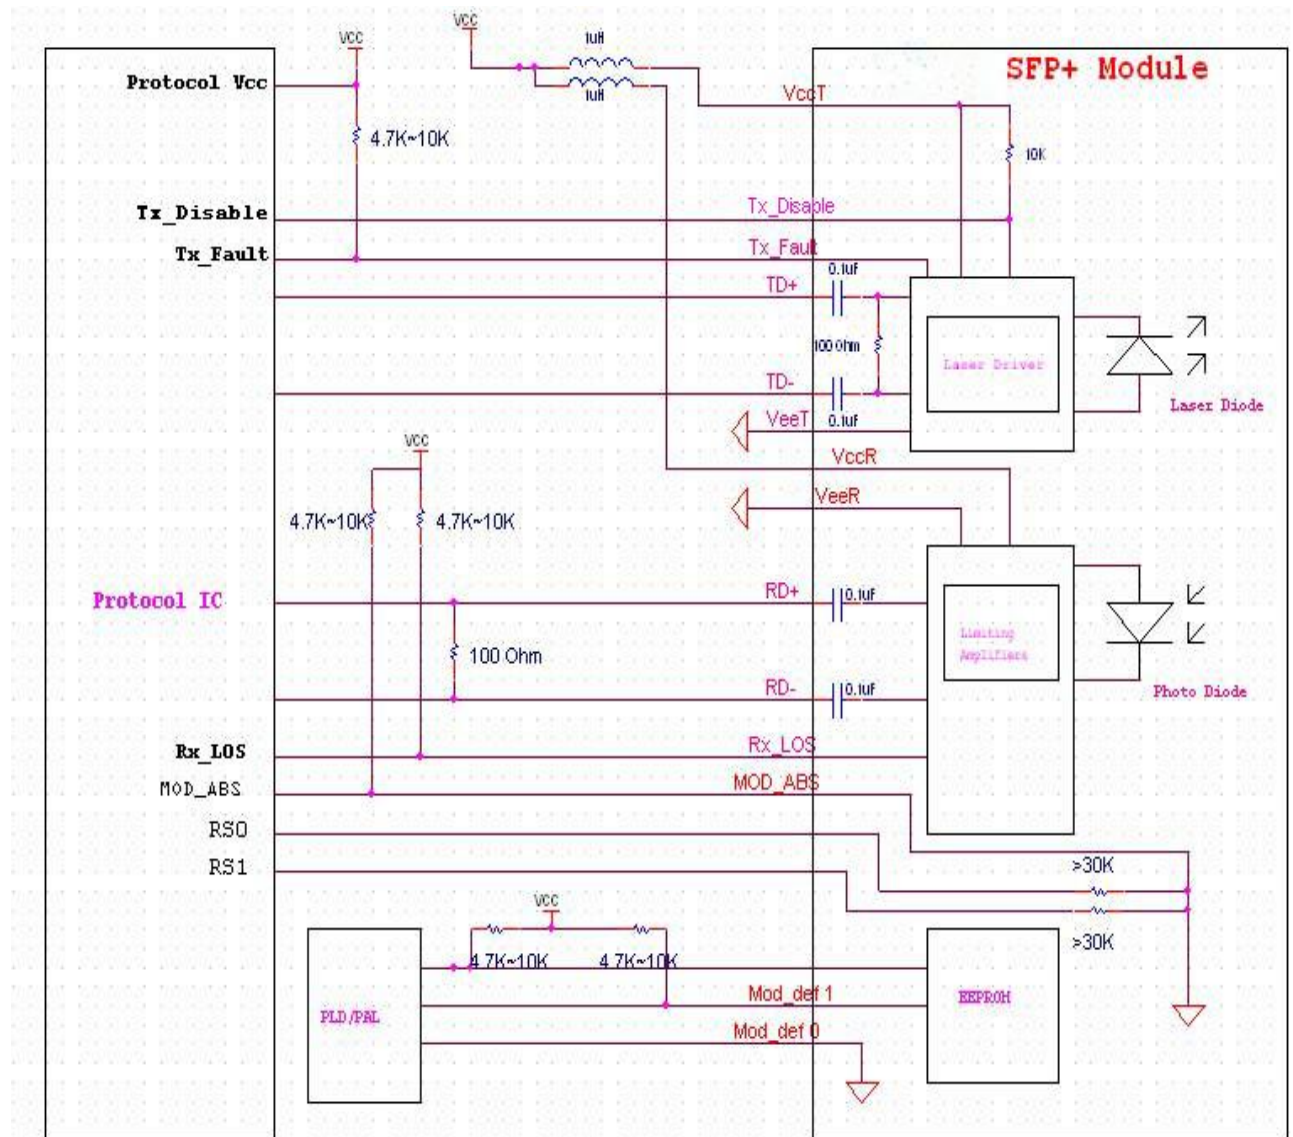 VCC
VCC
1uH
1uH
SFP+ Module
Protocol Vcc
VccT
4.7K~10K
10K
Tx_Disable
Tx_Disable
Tx_Fault
Tx_Fault
0.1uF
TD+
100 Ohm
Laser Driver
TD-
Laser Diode
VeeT
0.1uF
VCC
VccR
VeeR
4.7K~10K
4.7K~10K
Protocol IC
RD+
0.1uF
Limiting
Amplifiers
100 Ohm
RD-
0.1uF
Photo Diode
Rx_LOS
Rx_LOS
MOD_ABS
MOD_ABS
RS0
RS1
>30K
VCC
>30K
4.7K~10K
4.7K~10K
Mod_def 1
PLD/PAL
EEPROM
Mod_def 0